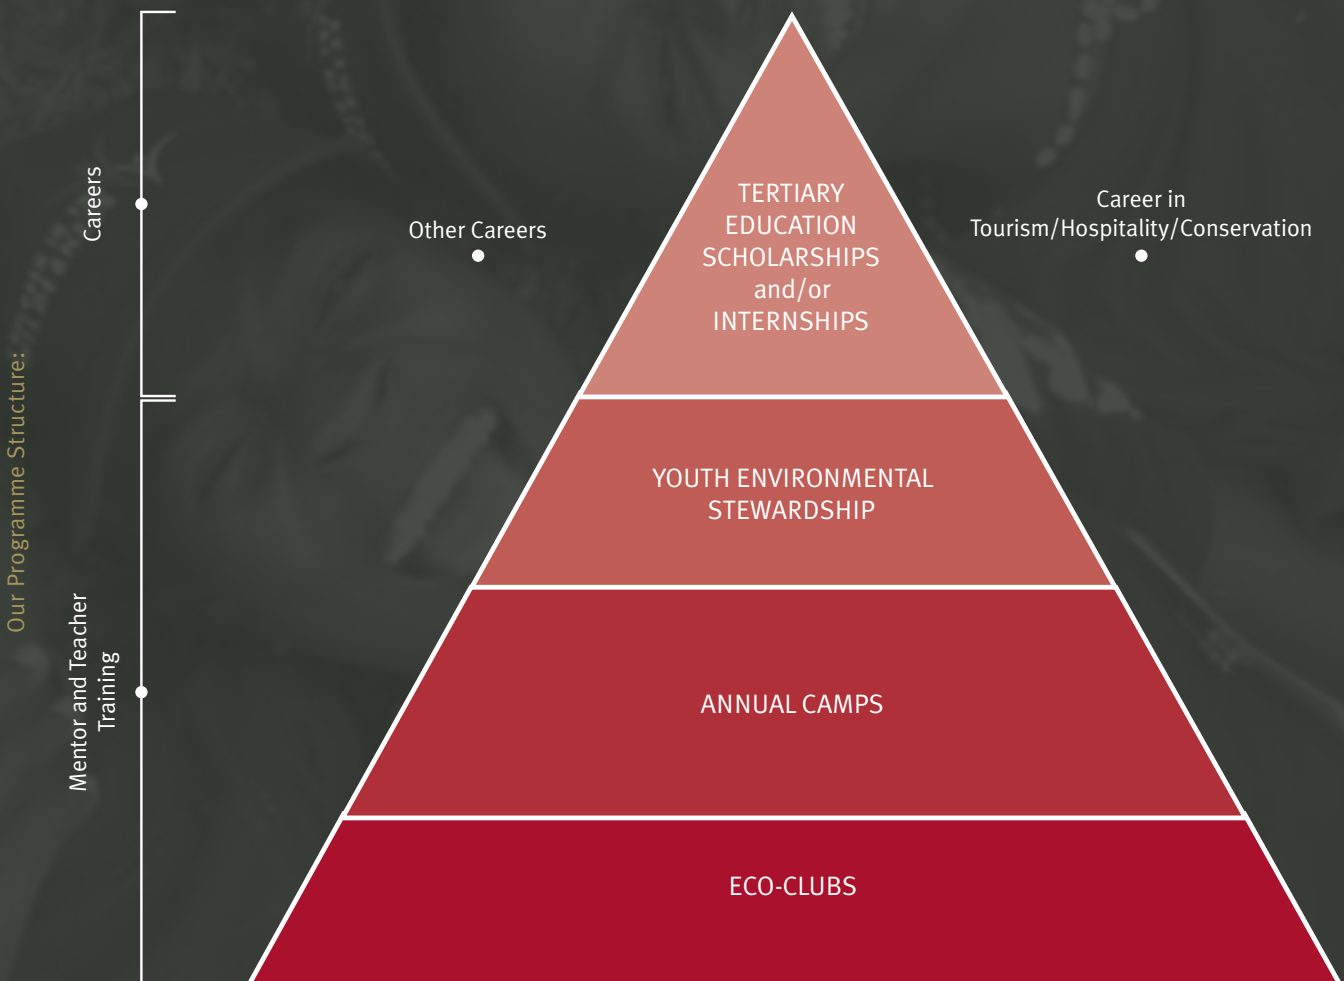 Our Programme Structure:
Careers
Mentor and Teacher
Training
Other Careers
TERTIARY
EDUCATION
SCHOLARSHIPS
and/or
INTERNSHIPS
Career in
Tourism/Hospitality/Conservation
YOUTH ENVIRONMENTAL
STEWARDSHIP
ANNUAL CAMPS
ECO-CLUBS